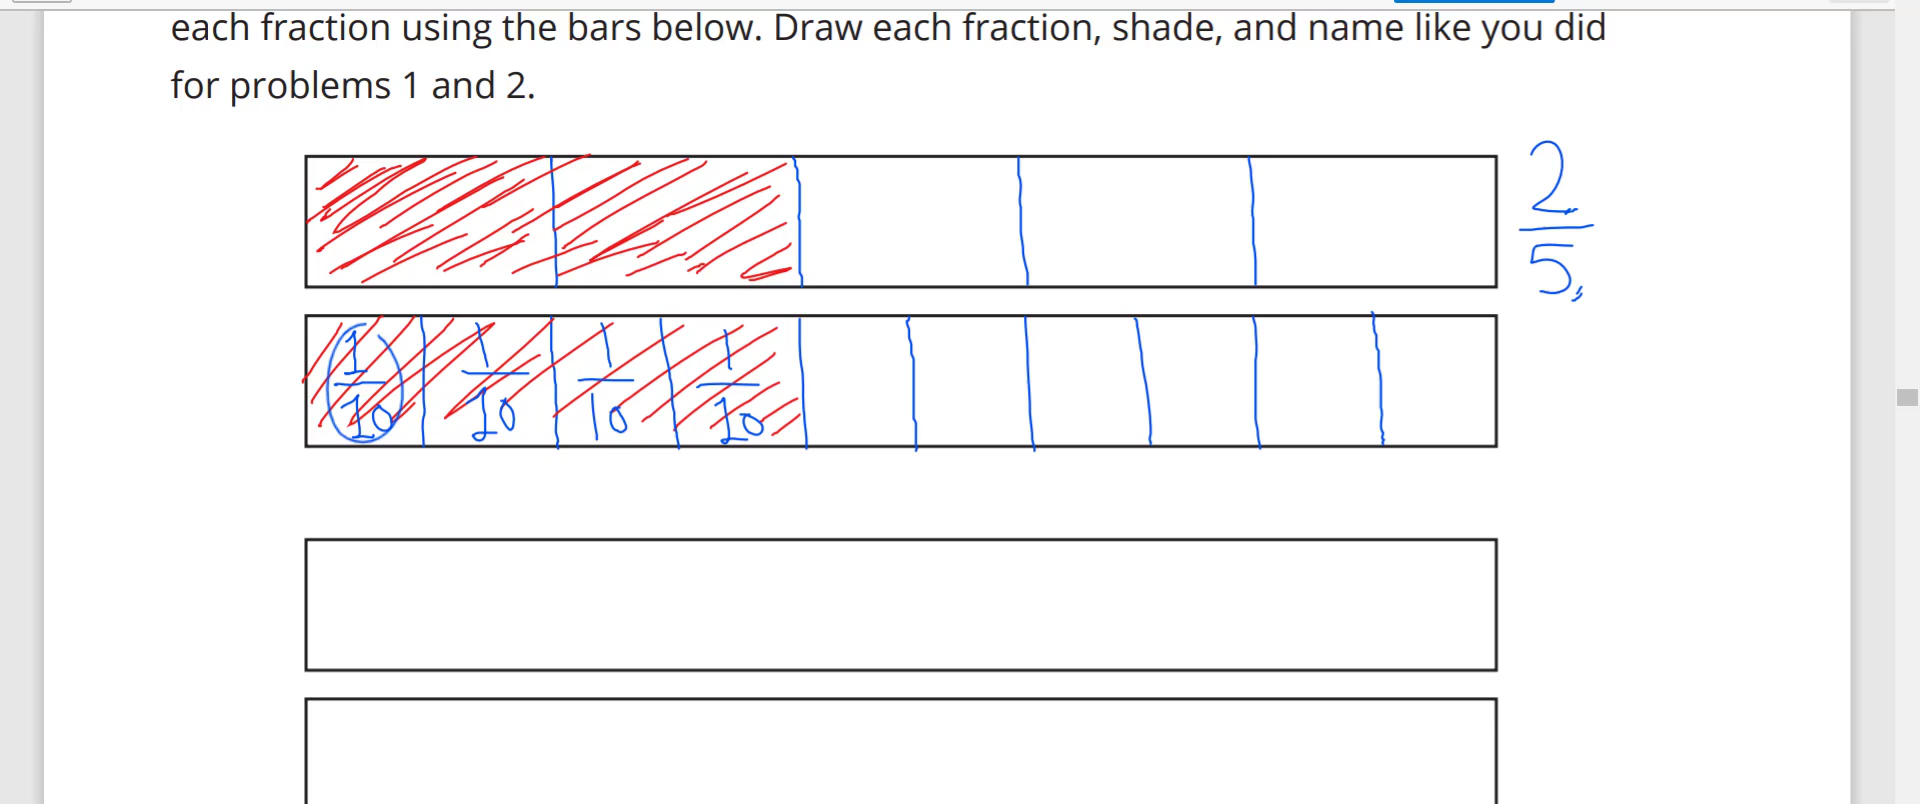 each fraction using the bars below. Draw each fraction, shade, and name like you did
for problems 1 and 2.
2
5
1 1 1 1
10 10 10 10